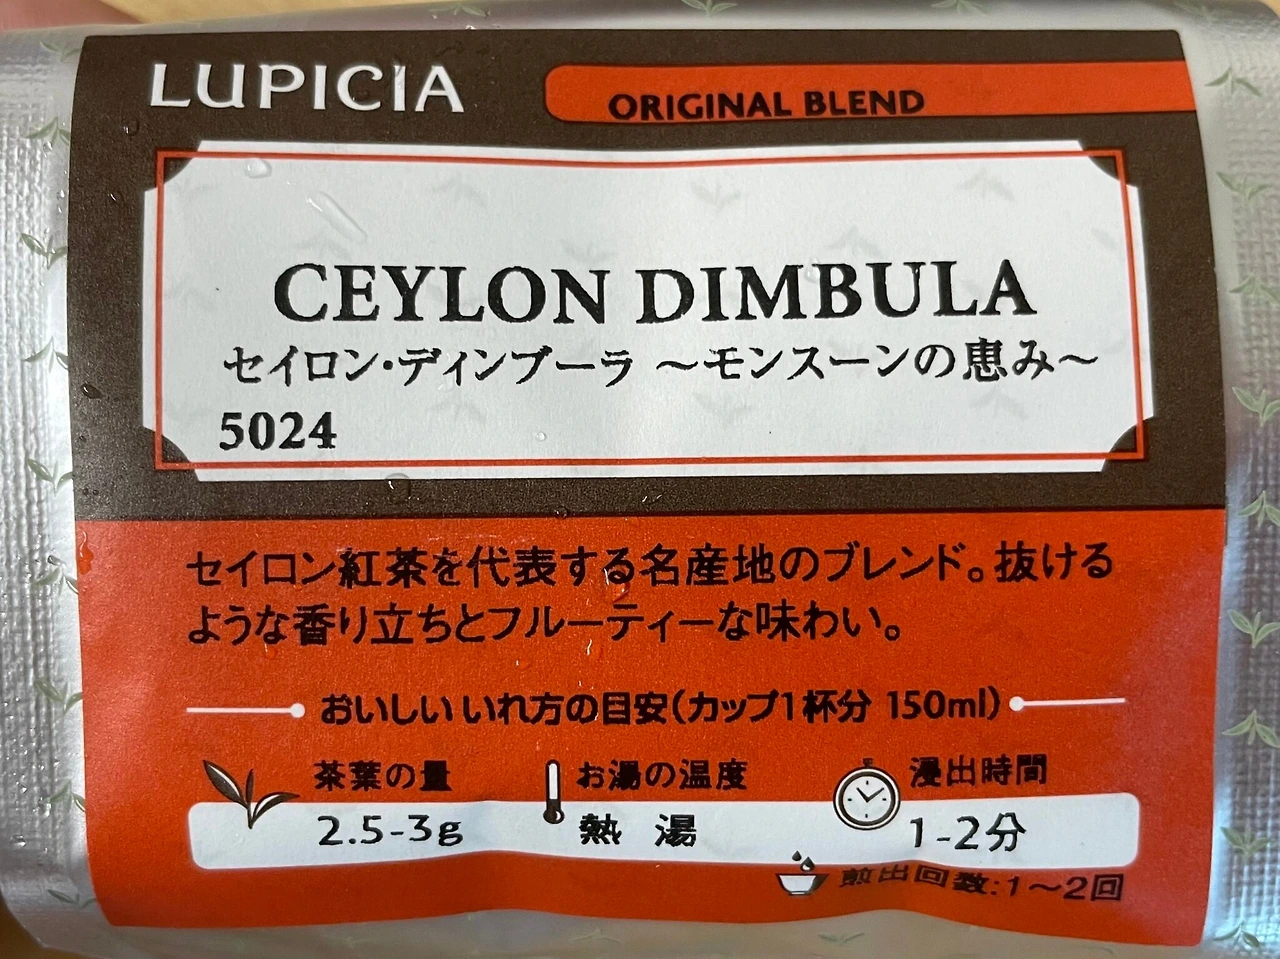 LUPICIA
ORIGINAL BLEND
CEYLON DIMBULA
セイロン・ディンブーラ ～モンスーンの恵み～
5024
セイロン紅茶を代表する名産地のブレンド。抜ける
ような香り立ちとフルーティーな味わい。
おいしいいれ方の目安(カップ1杯分 150ml)
茶葉の量 お湯の温度 浸出時間
2.5-3g 熱 湯 1-2分
煎出回数:1～2回